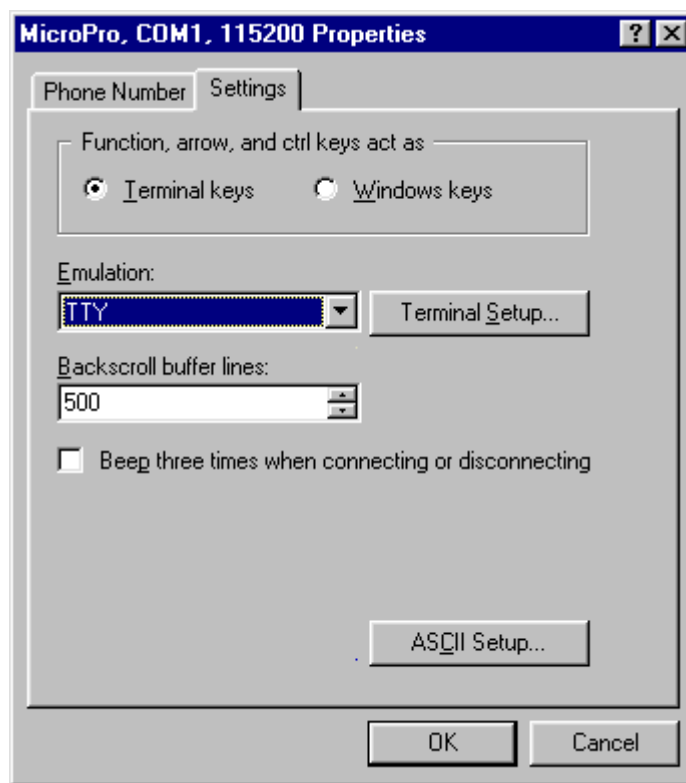 MicroPro, COM1, 115200 Properties
Phone Number Settings
Function, arrow, and ctrl keys act as
Terminal keys Windows keys
Emulation:
TTY Terminal Setup...
Backscroll buffer lines:
500
Beep three times when connecting or disconnecting
ASCII Setup...
OK Cancel